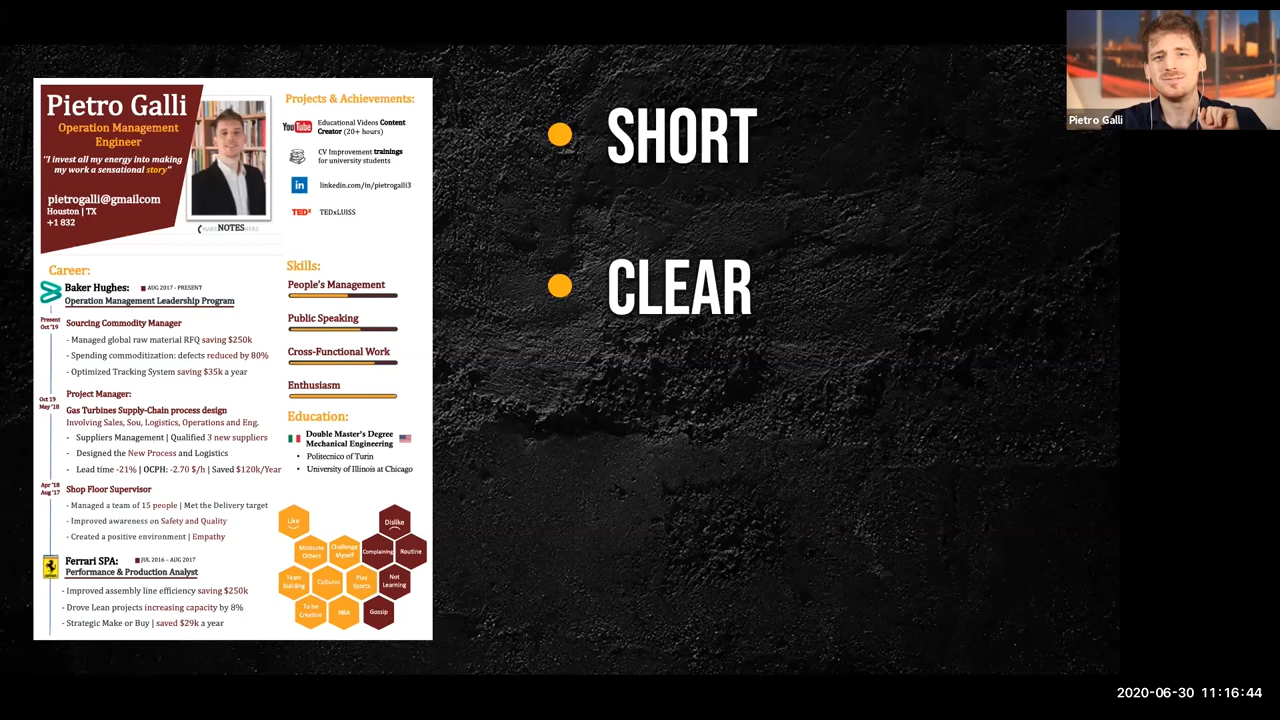 Pietro Galli
Operation Management
Engineer
"I invest all my energy into making
my work a sensational story"
pietrogalli@gmailcom
Houston | TX
+1 832
NOTES
Projects & Achievements:
YouTube
Educational Videos Content
Creator (20+ hours)
CV Improvement trainings
for university students
in
linkedin.com/in/pietrogalli3
TEDx
TEDxLUISS
Career:
Baker Hughes:
AUG 2017 - PRESENT
Operation Management Leadership Program
Present
Oct '19
Sourcing Commodity Manager
- Managed global raw material RFQ saving $250k
- Spending commoditization: defects reduced by 80%
- Optimized Tracking System saving $35k a year
Oct 19
May '18
Project Manager:
Gas Turbines Supply-Chain process design
Involving Sales, Sou, Logistics, Operations and Eng.
- Suppliers Management | Qualified 3 new suppliers
- Designed the New Process and Logistics
- Lead time -21% | OCPH: -2.70 $/h | Saved $120k/Year
Apr '18
Aug '17
Shop Floor Supervisor
- Managed a team of 15 people | Met the Delivery target
- Improved awareness on Safety and Quality
- Created a positive environment | Empathy
Ferrari SPA:
JUL 2016 - AUG 2017
Performance & Production Analyst
- Improved assembly line efficiency saving $250k
- Drove Lean projects increasing capacity by 8%
- Strategic Make or Buy | saved $29k a year
Skills:
People's Management
Public Speaking
Cross-Functional Work
Enthusiasm
Education:
Double Master's Degree
Mechanical Engineering
• Politecnico of Turin
• University of Illinois at Chicago
Like
Dislike
Motivate
Others
Challenge
Myself
Complaining
Routine
Team
Building
Cultures
Play
Sports
Not
Learning
To be
Creative
NBA
Gossip
SHORT
CLEAR
Pietro Galli
2020-06-30 11:16:44